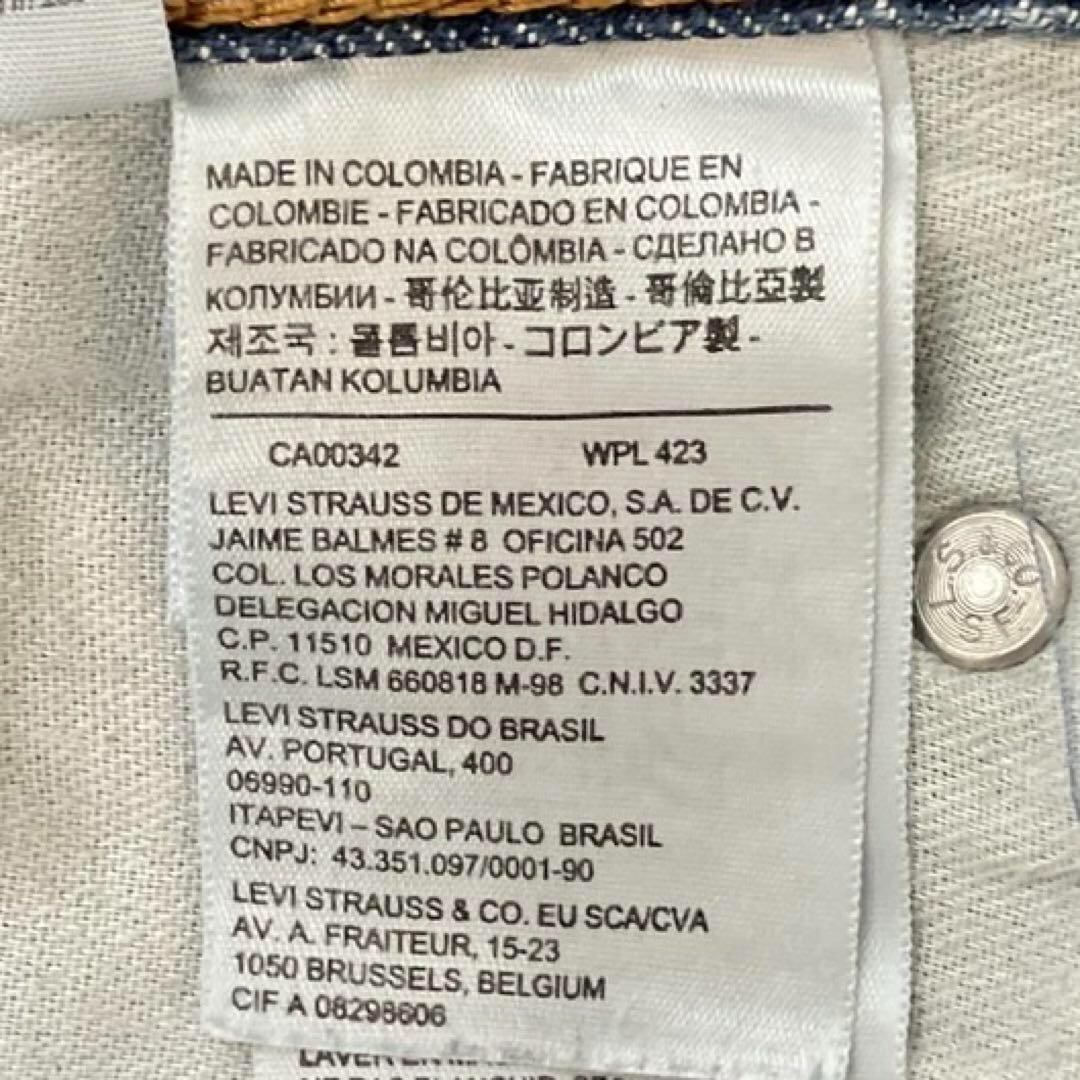 MADE IN COLOMBIA - FABRIQUE EN
COLOMBIE - FABRICADO EN COLOMBIA -
FABRICADO NA COLÔMBIA - СДЕЛАНО В
КОЛУМБИИ - 哥伦比亚制造 - 哥倫比亞製
제조국 : 콜롬비아 - コロンビア製 -
BUATAN KOLUMBIA
CA00342 WPL 423
LEVI STRAUSS DE MEXICO, S.A. DE C.V.
JAIME BALMES # 8 OFICINA 502
COL. LOS MORALES POLANCO
DELEGACION MIGUEL HIDALGO
C.P. 11510 MEXICO D.F.
R.F.C. LSM 660818 M-98 C.N.I.V. 3337
LEVI STRAUSS DO BRASIL
AV. PORTUGAL, 400
06990-110
ITAPEVI – SAO PAULO BRASIL
CNPJ: 43.351.097/0001-90
LEVI STRAUSS & CO. EU SCA/CVA
AV. A. FRAITEUR, 15-23
1050 BRUSSELS, BELGIUM
CIF A 08298606